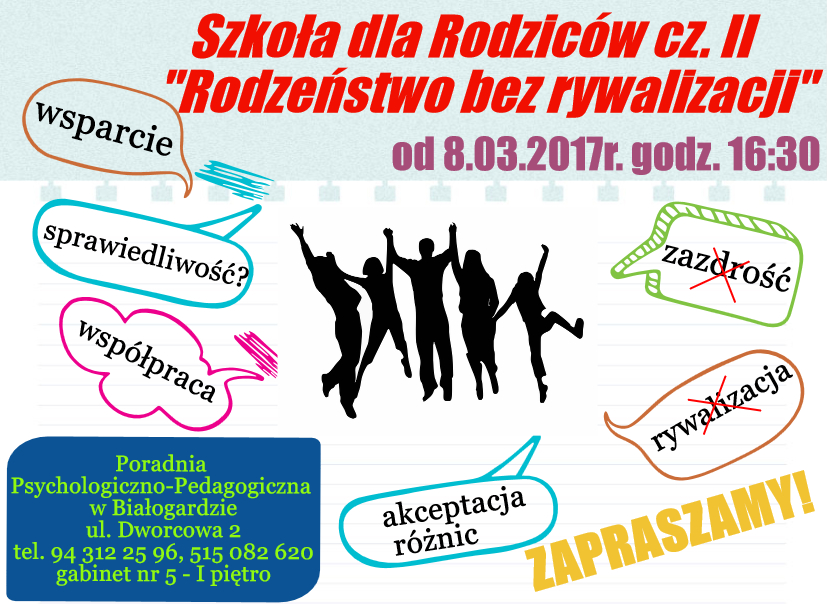 Szkoła dla Rodziców cz. II
"Rodzeństwo bez rywalizacji"
od 8.03.2017r. godz. 16:30
wsparcie
sprawiedliwość?
współpraca
zazdrość
rywalizacja
akceptacja
różnic
ZAPRASZAMY!
Poradnia
Psychologiczno-Pedagogiczna
w Białogardzie
ul. Dworcowa 2
tel. 94 312 25 96, 515 082 620
gabinet nr 5 - I piętro